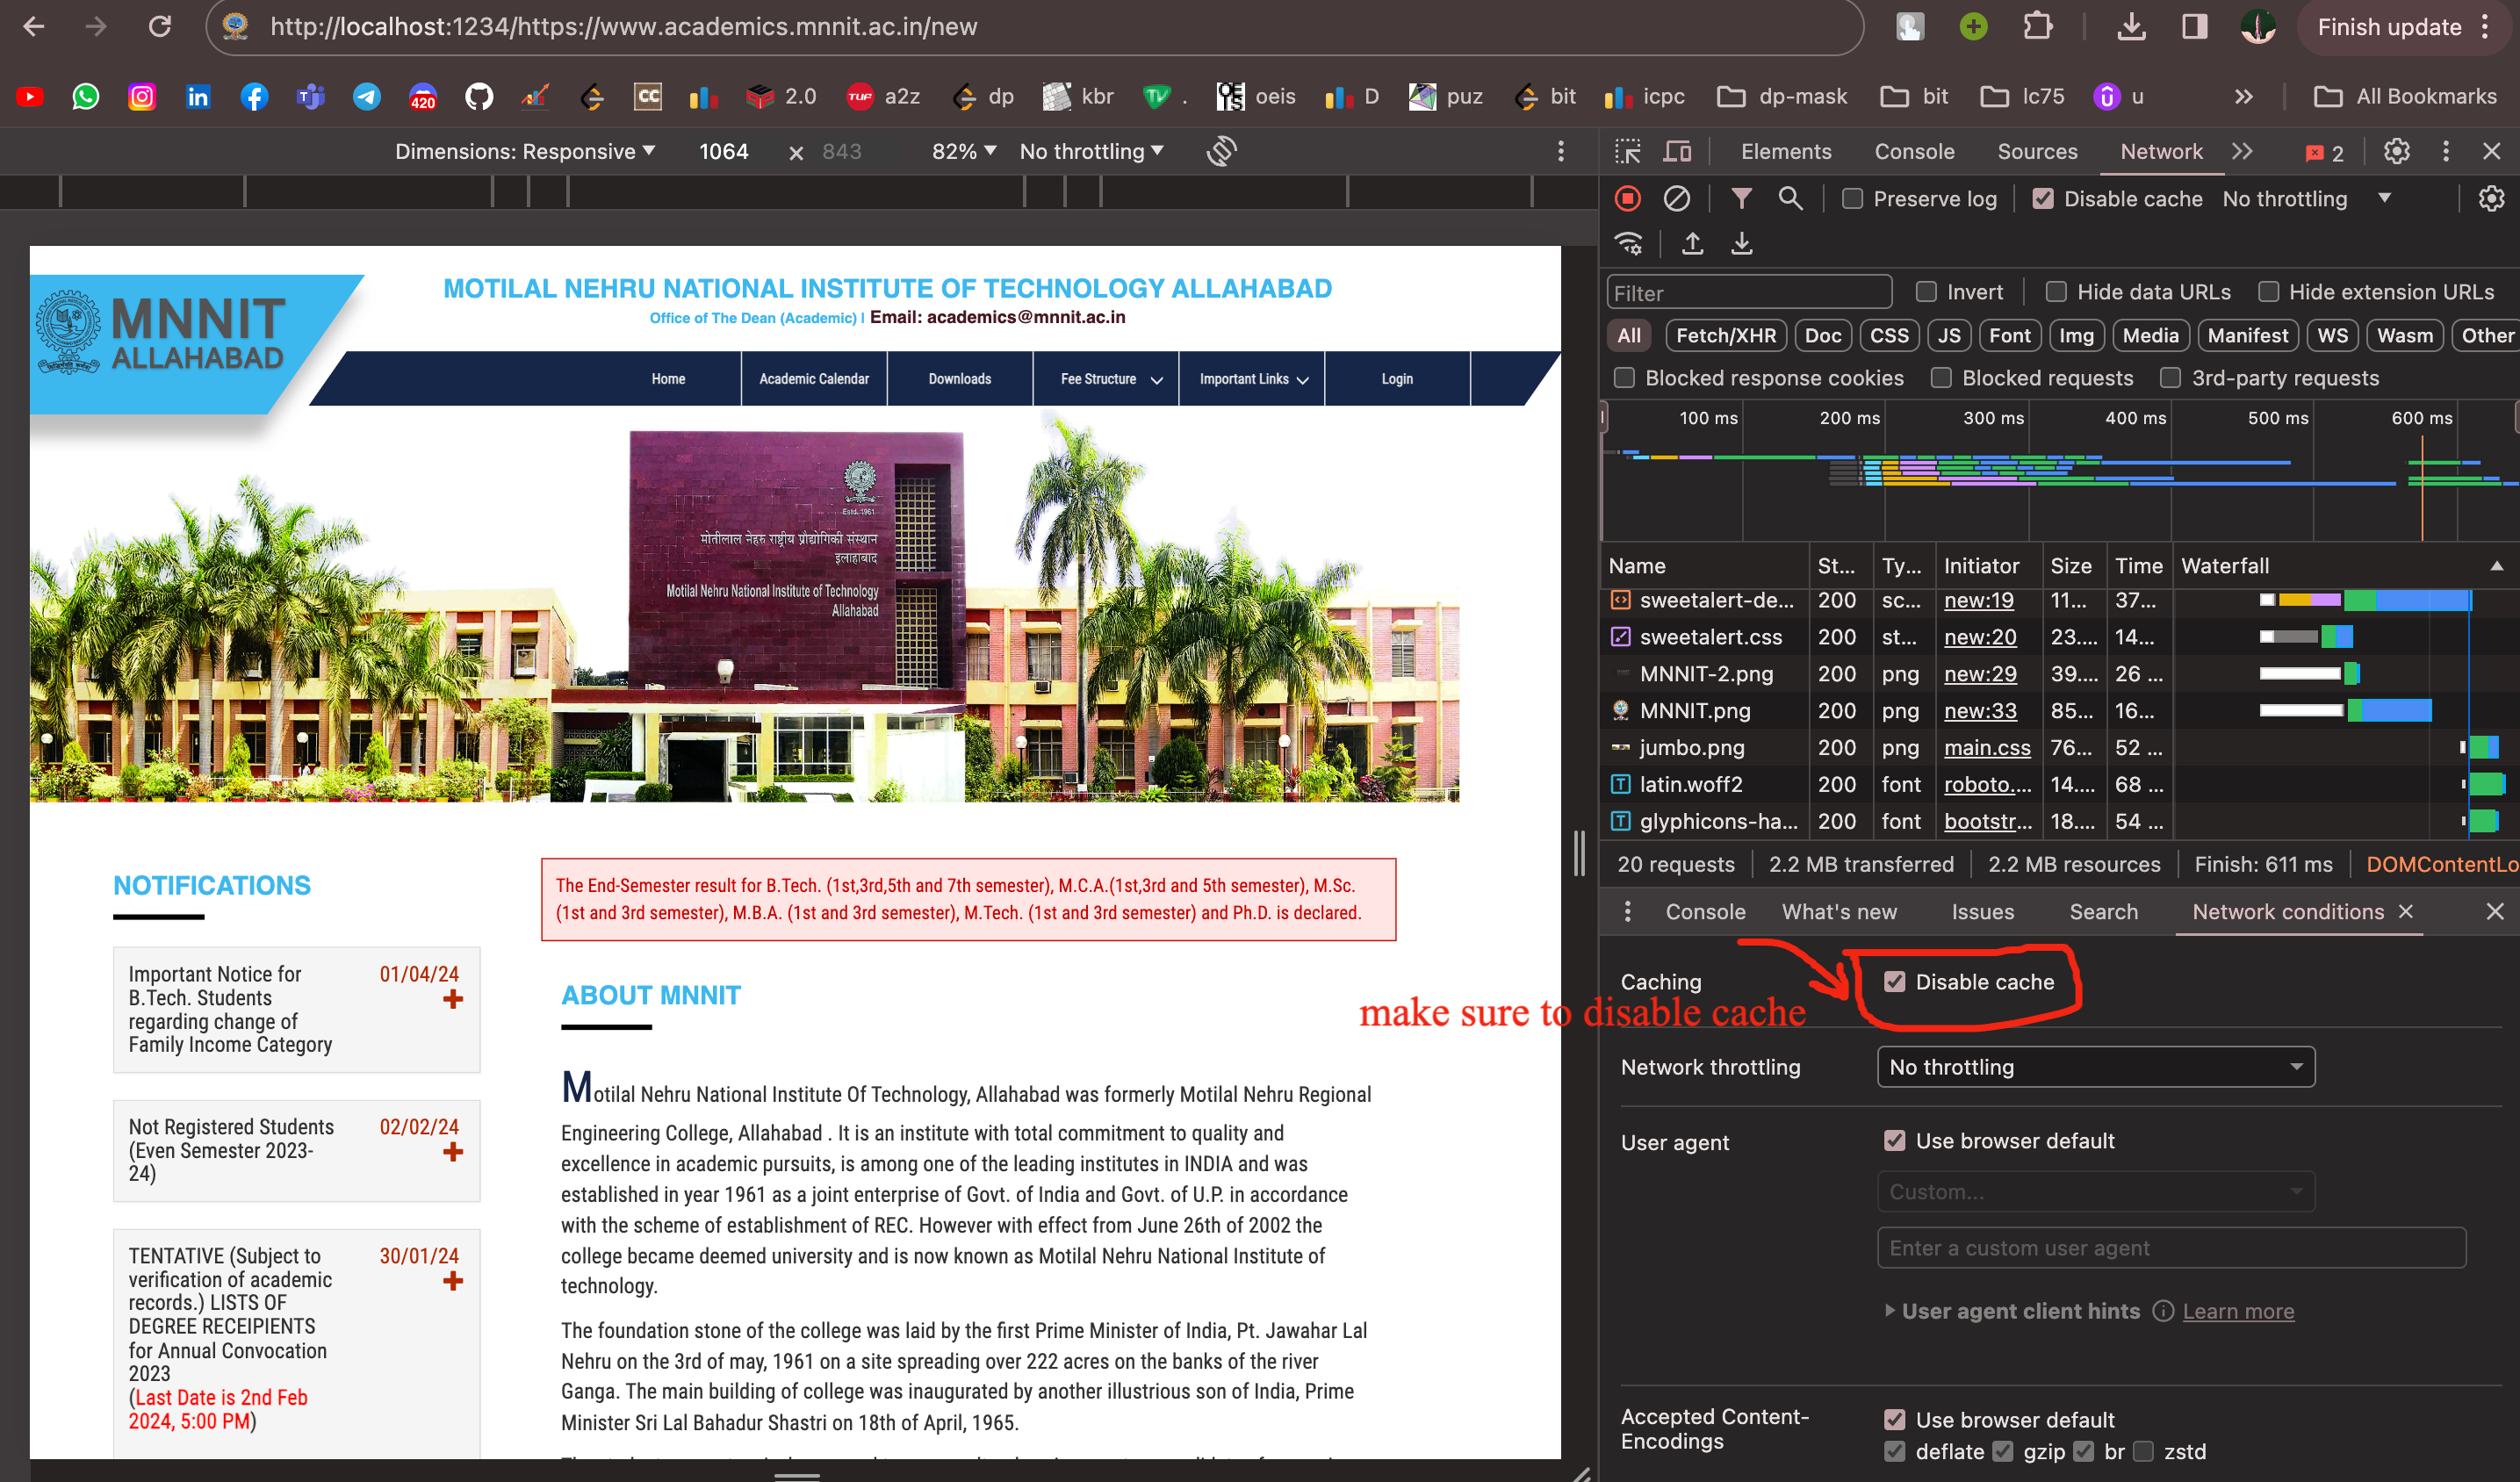 http://localhost:1234/https://www.academics.mnnit.ac.in/new
Finish update
420
CC
2.0
TUF a2z
dp
kbr
TV .
OEIS oeis
D
puz
bit
icpc
dp-mask
bit
lc75
u
All Bookmarks
Dimensions: Responsive
1064 × 843
82%
No throttling
Elements
Console
Sources
Network
2
Preserve log
Disable cache
No throttling
Filter
Invert
Hide data URLs
Hide extension URLs
All
Fetch/XHR
Doc
CSS
JS
Font
Img
Media
Manifest
WS
Wasm
Other
Blocked response cookies
Blocked requests
3rd-party requests
100 ms
200 ms
300 ms
400 ms
500 ms
600 ms
Name St... Ty... Initiator Size Time Waterfall
sweetalert-de... 200 sc... new:19 11... 37...
sweetalert.css 200 st... new:20 23.... 14...
MNNIT-2.png 200 png new:29 39.... 26 ...
MNNIT.png 200 png new:33 85... 16...
jumbo.png 200 png main.css 76... 52 ...
latin.woff2 200 font roboto.... 14.... 68 ...
glyphicons-ha... 200 font bootstr... 18.... 54 ...
20 requests
2.2 MB transferred
2.2 MB resources
Finish: 611 ms
DOMContentLo
Console
What's new
Issues
Search
Network conditions
Caching
Disable cache
make sure to disable cache
Network throttling
No throttling
User agent
Use browser default
Custom...
Enter a custom user agent
User agent client hints
Learn more
Accepted Content-
Encodings
Use browser default
deflate
gzip
br
zstd
MNNIT
ALLAHABAD
MOTILAL NEHRU NATIONAL INSTITUTE OF TECHNOLOGY ALLAHABAD
Office of The Dean (Academic) | Email: academics@mnnit.ac.in
Home
Academic Calendar
Downloads
Fee Structure
Important Links
Login
Estd. 1961
मोतीलाल नेहरु राष्ट्रीय प्रौद्योगिकी संस्थान
इलाहाबाद
Motilal Nehru National Institute of Technology
Allahabad
NOTIFICATIONS
Important Notice for
B.Tech. Students
regarding change of
Family Income Category
01/04/24
Not Registered Students
(Even Semester 2023-
24)
02/02/24
TENTATIVE (Subject to
verification of academic
records.) LISTS OF
DEGREE RECEIPIENTS
for Annual Convocation
2023
(Last Date is 2nd Feb
2024, 5:00 PM)
30/01/24
The End-Semester result for B.Tech. (1st,3rd,5th and 7th semester), M.C.A.(1st,3rd and 5th semester), M.Sc.
(1st and 3rd semester), M.B.A. (1st and 3rd semester), M.Tech. (1st and 3rd semester) and Ph.D. is declared.
ABOUT MNNIT
Motilal Nehru National Institute Of Technology, Allahabad was formerly Motilal Nehru Regional
Engineering College, Allahabad . It is an institute with total commitment to quality and
excellence in academic pursuits, is among one of the leading institutes in INDIA and was
established in year 1961 as a joint enterprise of Govt. of India and Govt. of U.P. in accordance
with the scheme of establishment of REC. However with effect from June 26th of 2002 the
college became deemed university and is now known as Motilal Nehru National Institute of
technology.
The foundation stone of the college was laid by the first Prime Minister of India, Pt. Jawahar Lal
Nehru on the 3rd of may, 1961 on a site spreading over 222 acres on the banks of the river
Ganga. The main building of college was inaugurated by another illustrious son of India, Prime
Minister Sri Lal Bahadur Shastri on 18th of April, 1965.